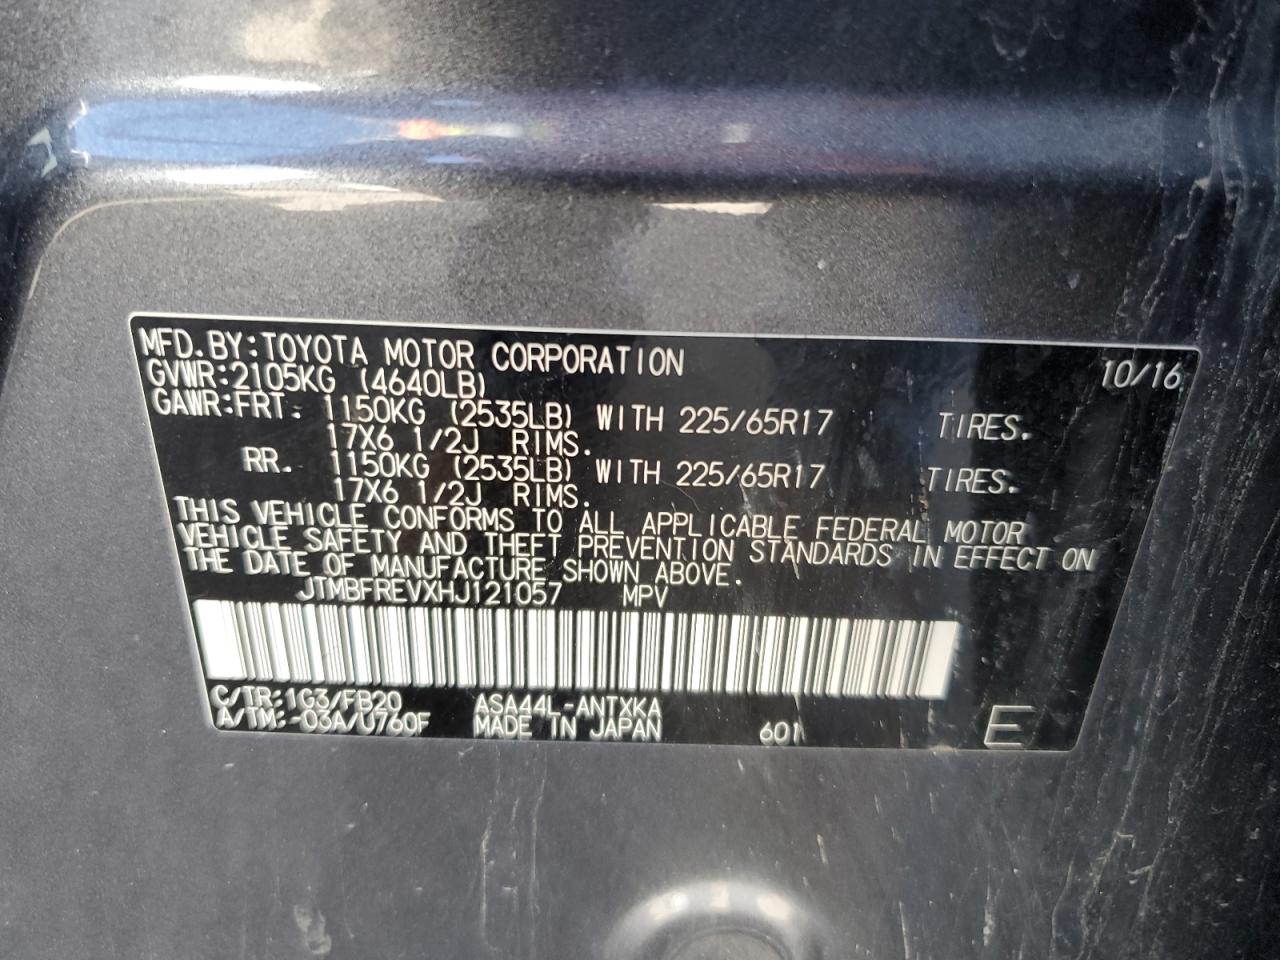 MFD. BY: TOYOTA MOTOR CORPORATION 10/16
GVWR: 2105KG (4640LB)
GAWR: FRT. 1150KG (2535LB) WITH 225/65R17 TIRES.
17X6 1/2J RIMS.
RR. 1150KG (2535LB) WITH 225/65R17 TIRES.
17X6 1/2J RIMS.
THIS VEHICLE CONFORMS TO ALL APPLICABLE FEDERAL MOTOR
VEHICLE SAFETY AND THEFT PREVENTION STANDARDS IN EFFECT ON
THE DATE OF MANUFACTURE SHOWN ABOVE.
JTMBFREVXHJ121057 MPV
C/TR: 1G3/FB20 ASA44L-ANTXKA
A/TM: -03A/U760F MADE IN JAPAN 601 E